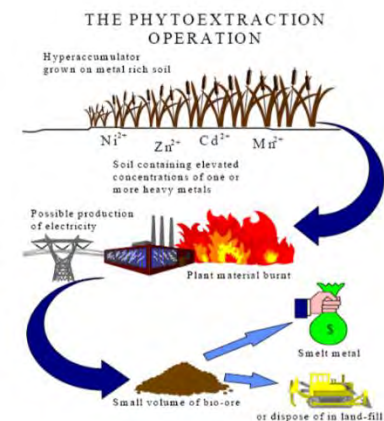 THE PHYTOEXTRACTION
OPERATION
Hyperaccumulator
grown on metal rich soil
Ni2+ Zn2+ Cd2+ Mn2+
Soil containing elevated
concentrations of one or
more heavy metals
Possible production
of electricity
Plant material burnt
$
Smelt metal
Small volume of bio-ore
or dispose of in land-fill